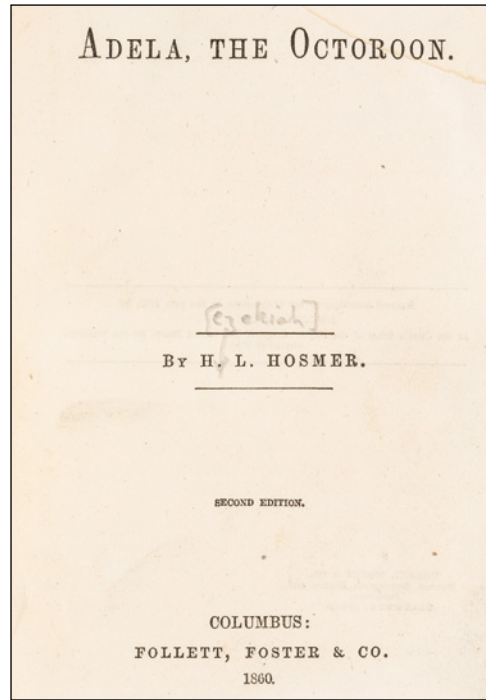 ADELA, THE OCTOROON.
[ezekiah]
BY H. L. HOSMER.
SECOND EDITION.
COLUMBUS:
FOLLETT, FOSTER & CO.
1860.